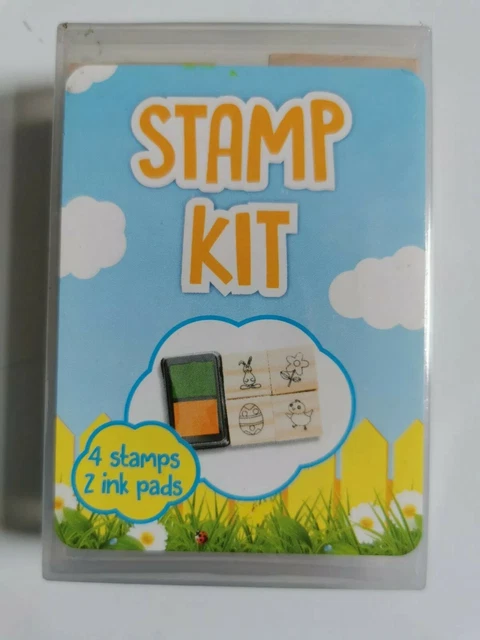 STAMP
KIT
4 stamps
2 ink pads